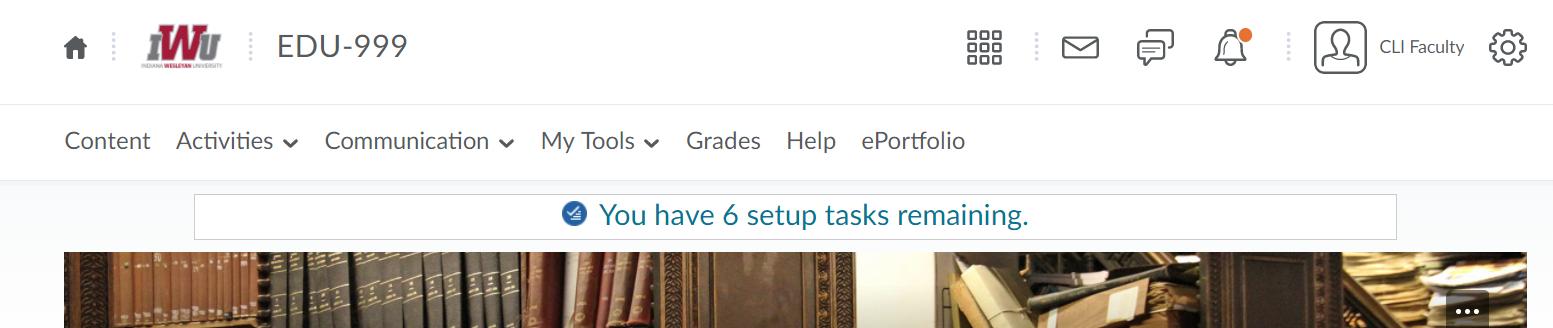 IWU
INDIANA WESLEYAN UNIVERSITY
EDU-999
CLI Faculty
Content Activities Communication My Tools Grades Help ePortfolio
You have 6 setup tasks remaining.